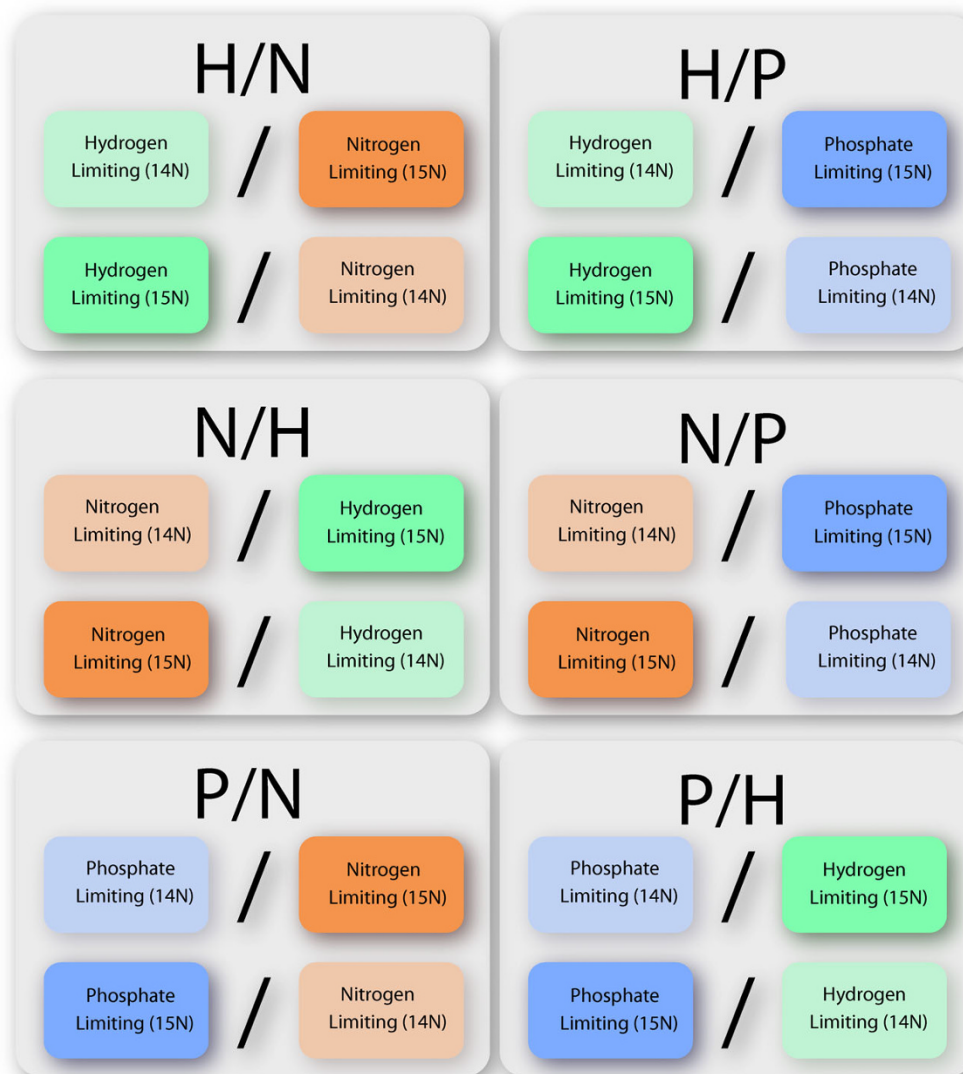 H/N
Hydrogen
Limiting (14N)
/
Nitrogen
Limiting (15N)
Hydrogen
Limiting (15N)
/
Nitrogen
Limiting (14N)
H/P
Hydrogen
Limiting (14N)
/
Phosphate
Limiting (15N)
Hydrogen
Limiting (15N)
/
Phosphate
Limiting (14N)
N/H
Nitrogen
Limiting (14N)
/
Hydrogen
Limiting (15N)
Nitrogen
Limiting (15N)
/
Hydrogen
Limiting (14N)
N/P
Nitrogen
Limiting (14N)
/
Phosphate
Limiting (15N)
Nitrogen
Limiting (15N)
/
Phosphate
Limiting (14N)
P/N
Phosphate
Limiting (14N)
/
Nitrogen
Limiting (15N)
Phosphate
Limiting (15N)
/
Nitrogen
Limiting (14N)
P/H
Phosphate
Limiting (14N)
/
Hydrogen
Limiting (15N)
Phosphate
Limiting (15N)
/
Hydrogen
Limiting (14N)